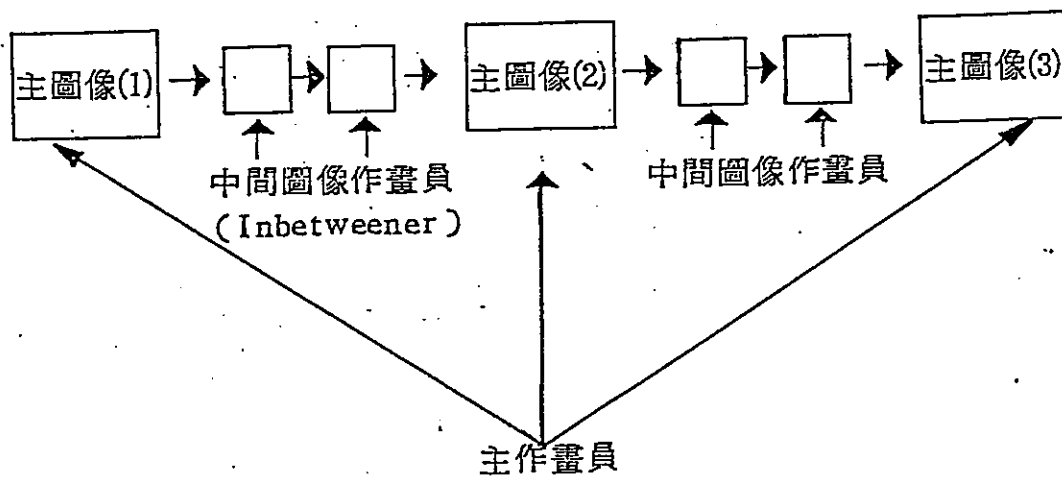 主圖像(1)
主圖像(2)
主圖像(3)
中間圖像作畫員
(Inbetweener)
中間圖像作畫員
主作畫員